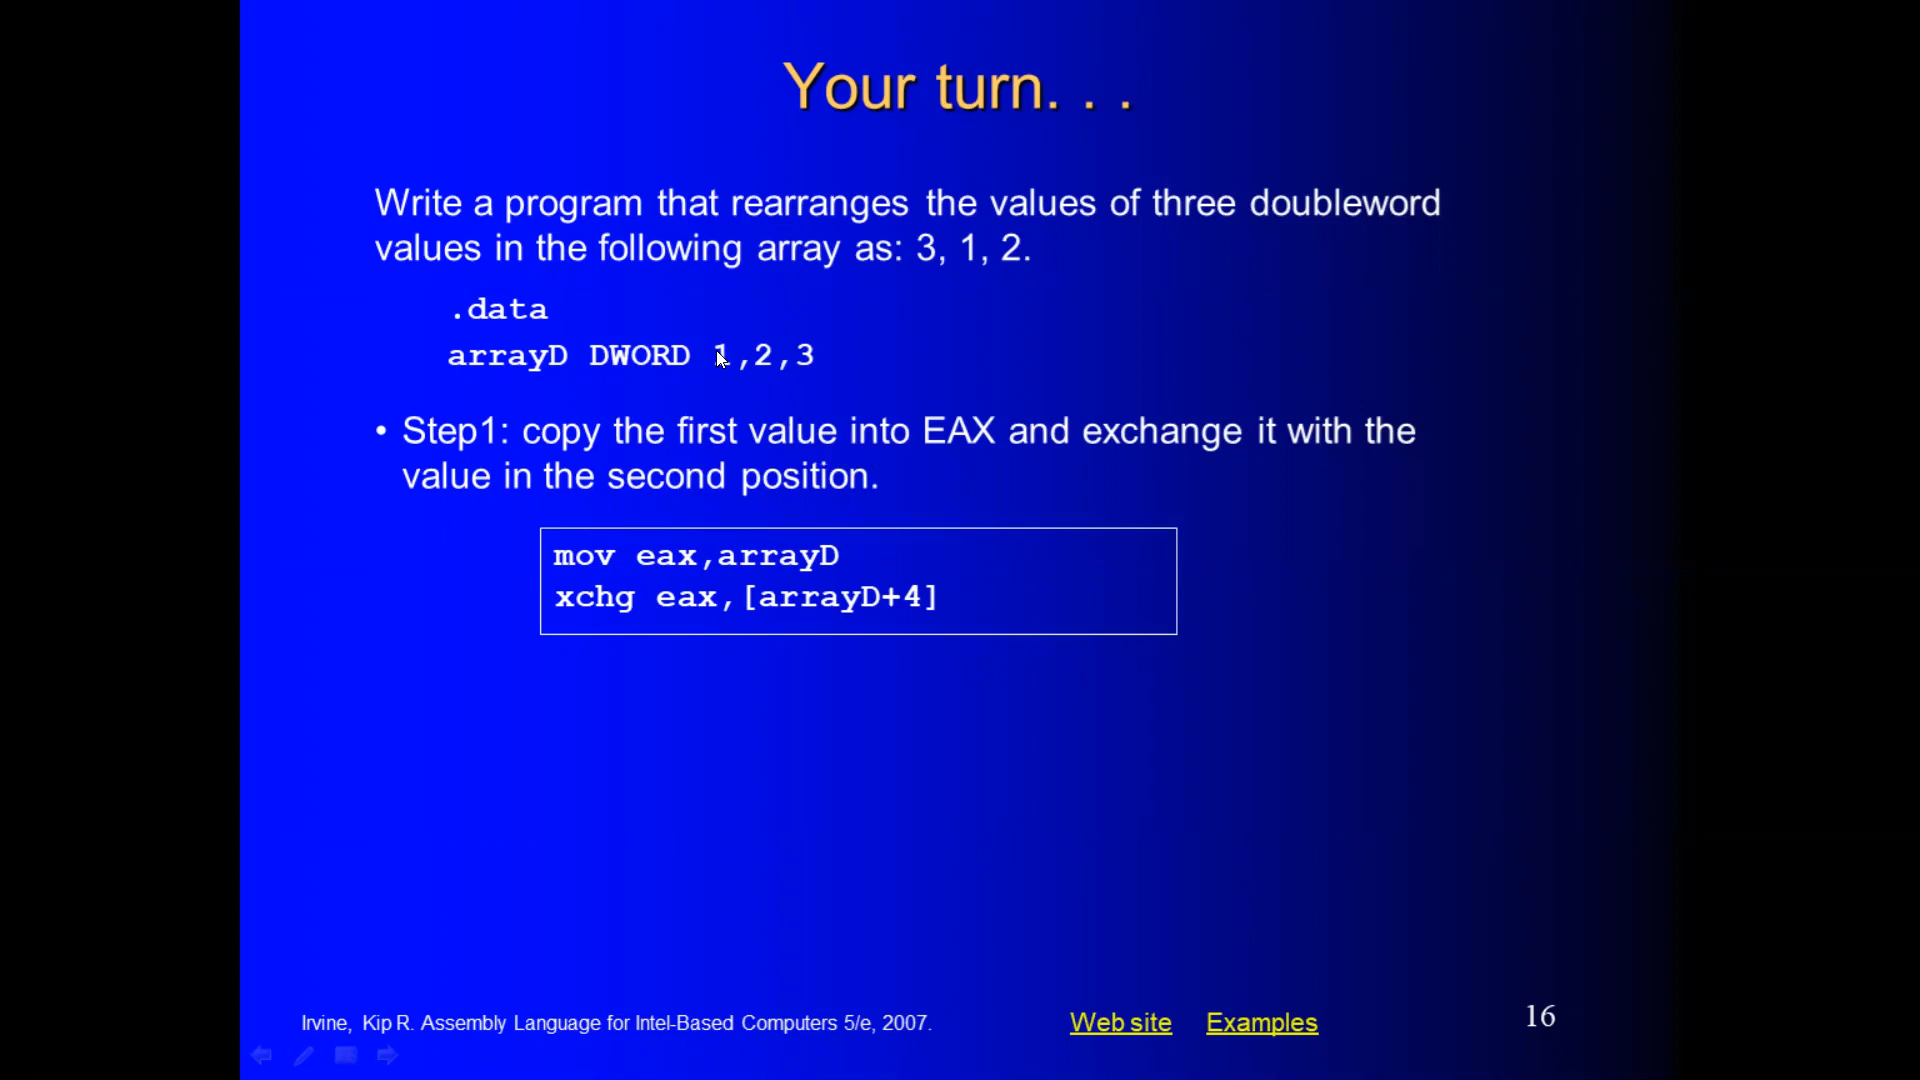 Your turn. . .
Write a program that rearranges the values of three doubleword
values in the following array as: 3, 1, 2.
.data
arrayD DWORD 1,2,3
• Step1: copy the first value into EAX and exchange it with the
value in the second position.
mov eax,arrayD
xchg eax,[arrayD+4]
Irvine, Kip R. Assembly Language for Intel-Based Computers 5/e, 2007.
Web site Examples
16